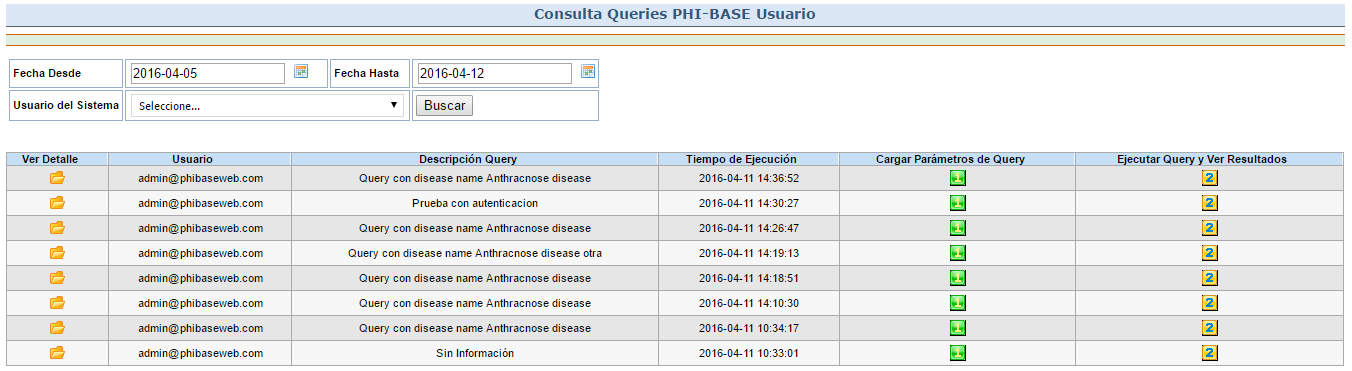 Consulta Queries PHI-BASE Usuario
Fecha Desde 2016-04-05 Fecha Hasta 2016-04-12
Usuario del Sistema Seleccione... Buscar
Ver Detalle Usuario Descripción Query Tiempo de Ejecución Cargar Parámetros de Query Ejecutar Query y Ver Resultados
admin@phibaseweb.com Query con disease name Anthracnose disease 2016-04-11 14:36:52 1 2
admin@phibaseweb.com Prueba con autenticacion 2016-04-11 14:30:27 1 2
admin@phibaseweb.com Query con disease name Anthracnose disease 2016-04-11 14:26:47 1 2
admin@phibaseweb.com Query con disease name Anthracnose disease otra 2016-04-11 14:19:13 1 2
admin@phibaseweb.com Query con disease name Anthracnose disease 2016-04-11 14:18:51 1 2
admin@phibaseweb.com Query con disease name Anthracnose disease 2016-04-11 14:10:30 1 2
admin@phibaseweb.com Query con disease name Anthracnose disease 2016-04-11 10:34:17 1 2
admin@phibaseweb.com Sin Información 2016-04-11 10:33:01 1 2